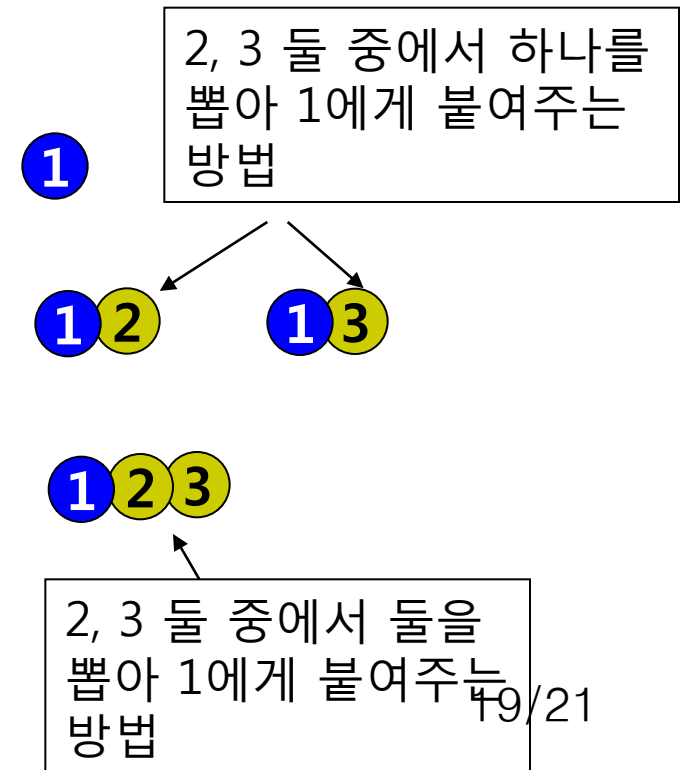 2, 3 둘 중에서 하나를
뽑아 1에게 붙여주는
방법
1
1 2
1 3
1 2 3
2, 3 둘 중에서 둘을
뽑아 1에게 붙여주는
방법
19/21